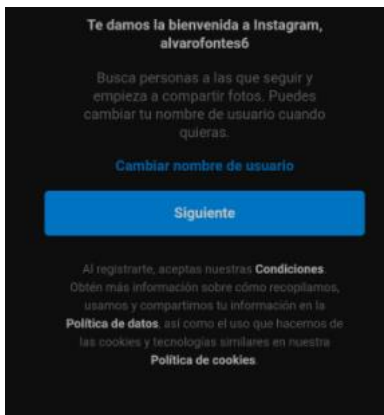 Te damos la bienvenida a Instagram,
alvarofontes6
Busca personas a las que seguir y
empieza a compartir fotos. Puedes
cambiar tu nombre de usuario cuando
quieras.
Cambiar nombre de usuario
Siguiente
Al registrarte, aceptas nuestras Condiciones.
Obtén más información sobre cómo recopilamos,
usamos y compartimos tu información en la
Política de datos, así como el uso que hacemos de
las cookies y tecnologías similares en nuestra
Política de cookies.